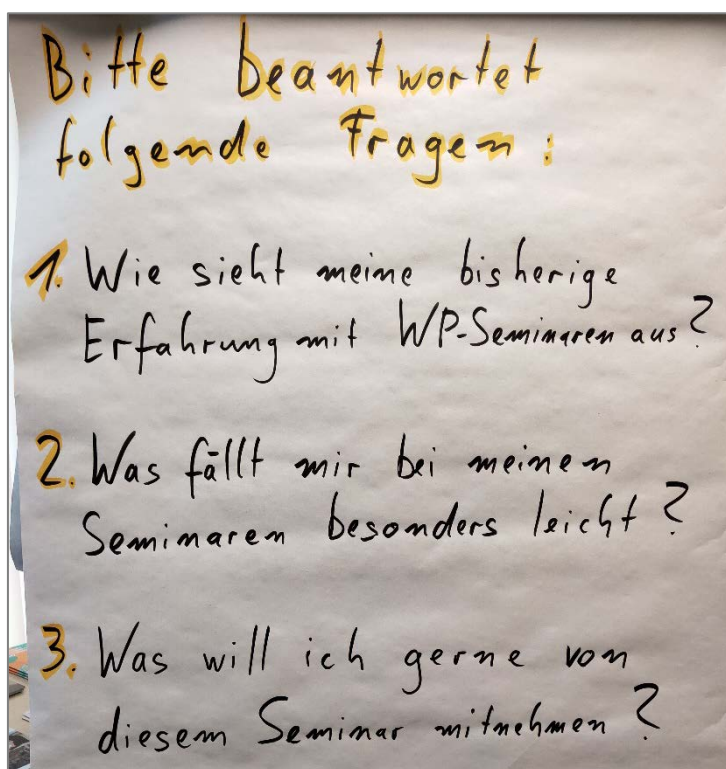 Bitte beantwortet
folgende Fragen:
1. Wie sieht meine bisherige
Erfahrung mit WP-Seminaren aus?
2. Was fällt mir bei meinen
Seminaren besonders leicht?
3. Was will ich gerne von
diesem Seminar mitnehmen?